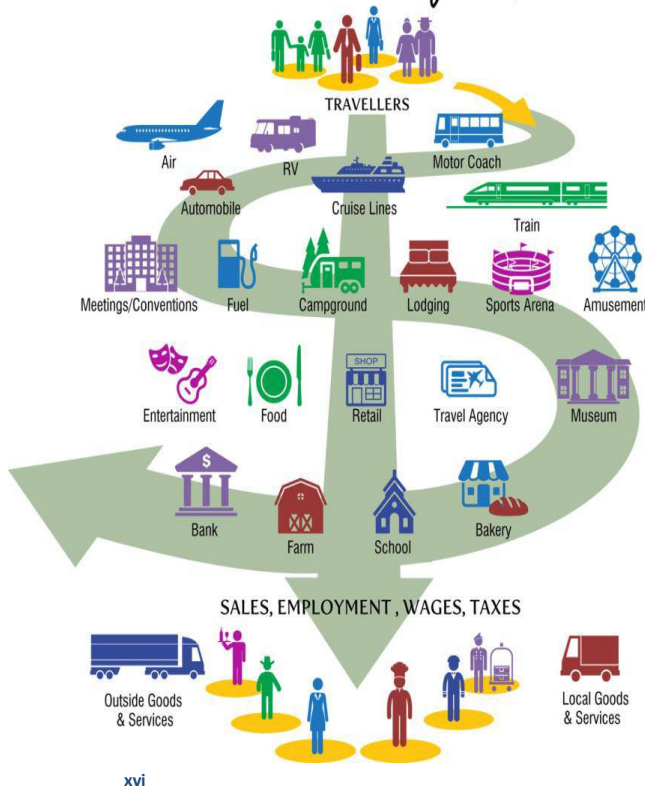 TRAVELLERS
Air
RV
Motor Coach
Automobile
Cruise Lines
Train
Meetings/Conventions
Fuel
Campground
Lodging
Sports Arena
Amusement
SHOP
Entertainment
Food
Retail
Travel Agency
Museum
$
Bank
Farm
School
Bakery
SALES, EMPLOYMENT , WAGES, TAXES
Outside Goods
& Services
Local Goods
& Services
xvi